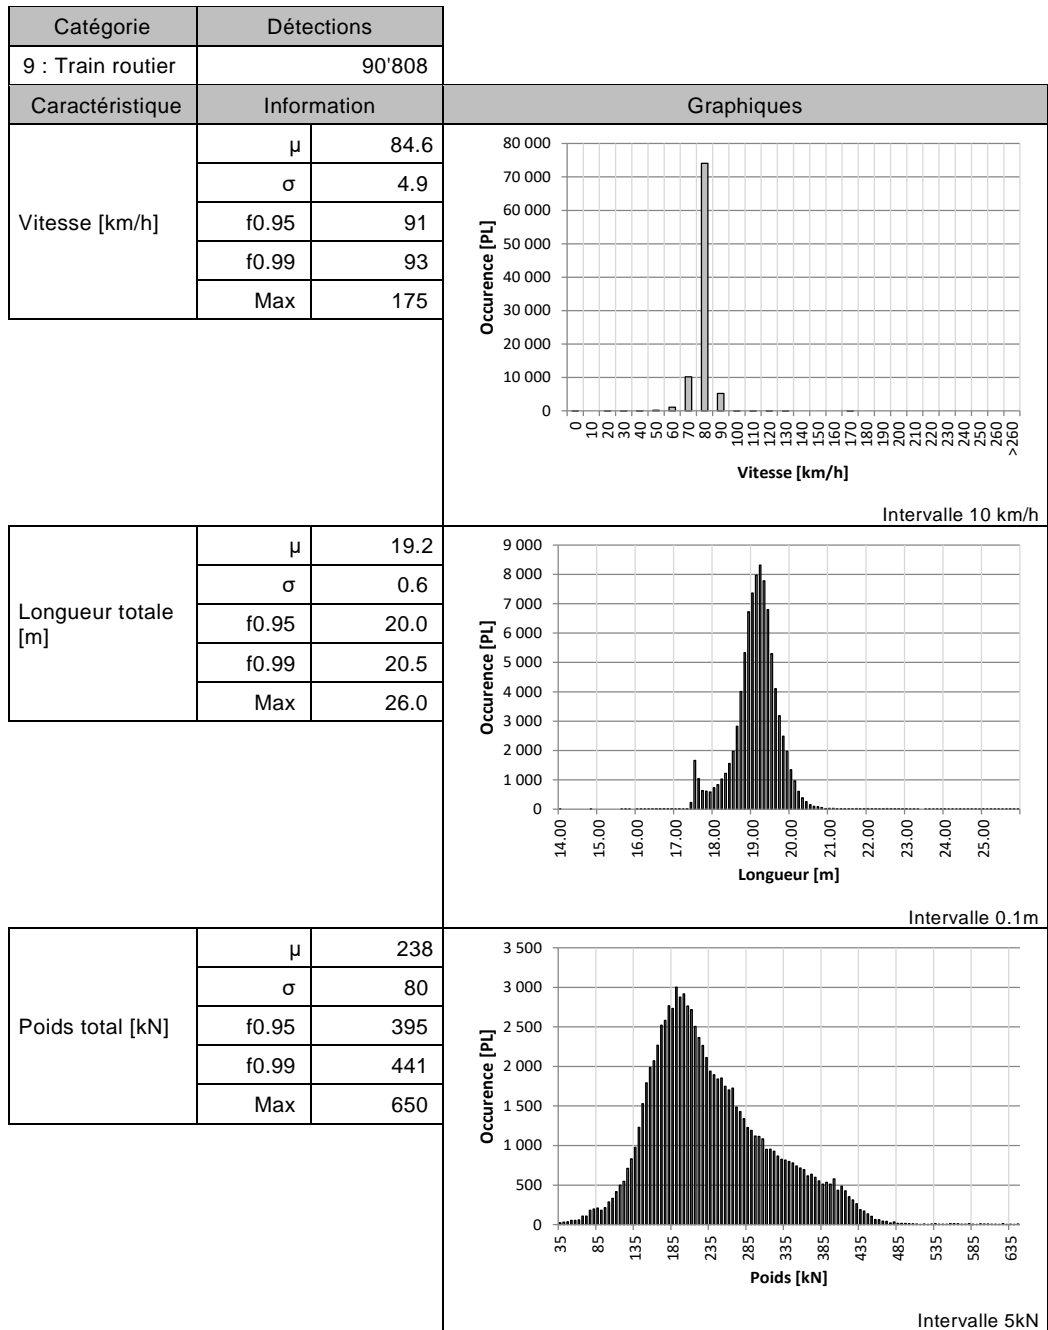 Catégorie Détections
9 : Train routier 90'808
Caractéristique Information Graphiques
Vitesse [km/h]
µ 84.6
σ 4.9
f0.95 91
f0.99 93
Max 175
80 000
70 000
60 000
50 000
40 000
30 000
20 000
10 000
0
Occurence [PL]
0 10 20 30 40 50 60 70 80 90 100 110 120 130 140 150 160 170 180 190 200 210 220 230 240 250 260 >260
Vitesse [km/h]
Intervalle 10 km/h
Longueur totale
[m]
µ 19.2
σ 0.6
f0.95 20.0
f0.99 20.5
Max 26.0
9 000
8 000
7 000
6 000
5 000
4 000
3 000
2 000
1 000
0
Occurence [PL]
14.00 15.00 16.00 17.00 18.00 19.00 20.00 21.00 22.00 23.00 24.00 25.00
Longueur [m]
Intervalle 0.1m
Poids total [kN]
µ 238
σ 80
f0.95 395
f0.99 441
Max 650
3 500
3 000
2 500
2 000
1 500
1 000
500
0
Occurence [PL]
35 85 135 185 235 285 335 385 435 485 535 585 635
Poids [kN]
Intervalle 5kN